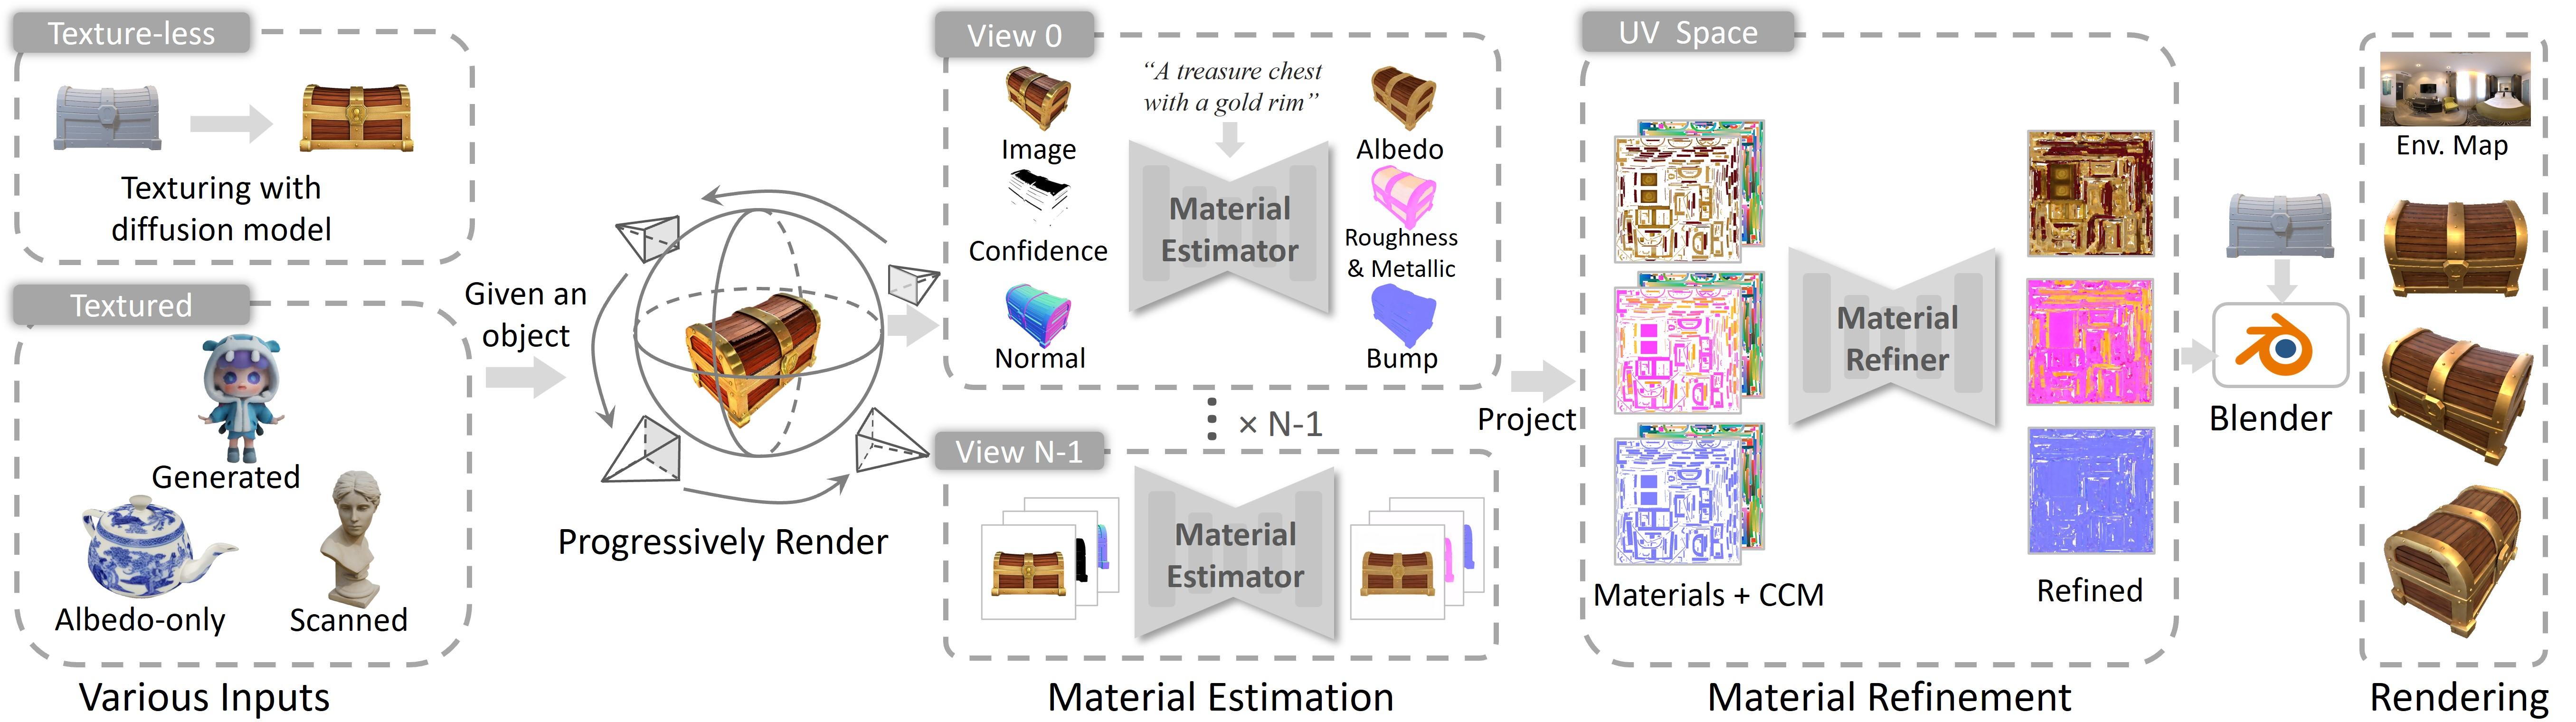 Texture-less
Texturing with
diffusion model
Textured
Generated
Albedo-only
Scanned
Various Inputs
Given an
object
Progressively Render
View 0
“A treasure chest
with a gold rim”
Image
Confidence
Normal
Material
Estimator
Albedo
Roughness
& Metallic
Bump
× N-1
View N-1
Material
Estimator
Material Estimation
Project
UV Space
Materials + CCM
Material
Refiner
Refined
Material Refinement
Blender
Env. Map
Rendering